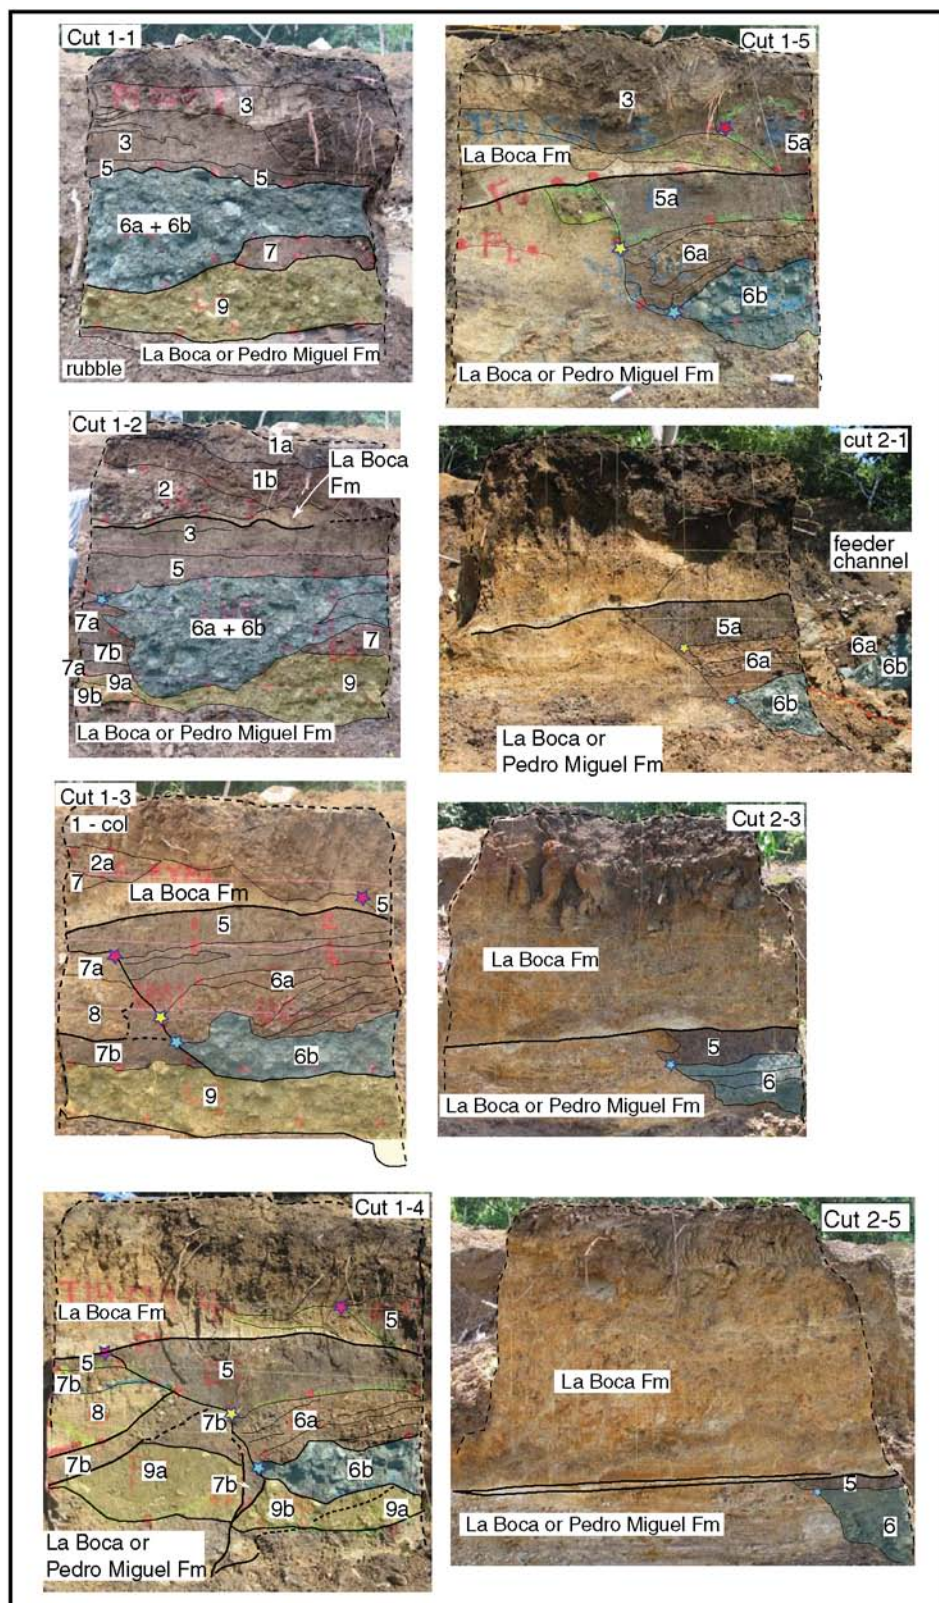 Cut 1-1
3
3
5
5
6a + 6b
7
9
La Boca or Pedro Miguel Fm
rubble
Cut 1-2
1a
La Boca
Fm
1b
2
3
5
7a
6a + 6b
7
7b
7a
9a
9
9b
La Boca or Pedro Miguel Fm
Cut 1-3
1 - col
2a
7
La Boca Fm
5
5
7a
6a
8
7b
6b
9
Cut 1-4
La Boca Fm
5
5
5
7b
8
7b
6a
7b
9a
7b
6b
9b
9a
La Boca or
Pedro Miguel Fm
Cut 1-5
3
5a
La Boca Fm
5a
6a
6b
La Boca or Pedro Miguel Fm
cut 2-1
feeder
channel
5a
6a
6a
6b
6b
La Boca or
Pedro Miguel Fm
Cut 2-3
La Boca Fm
5
6
La Boca or Pedro Miguel Fm
Cut 2-5
La Boca Fm
5
La Boca or Pedro Miguel Fm
6